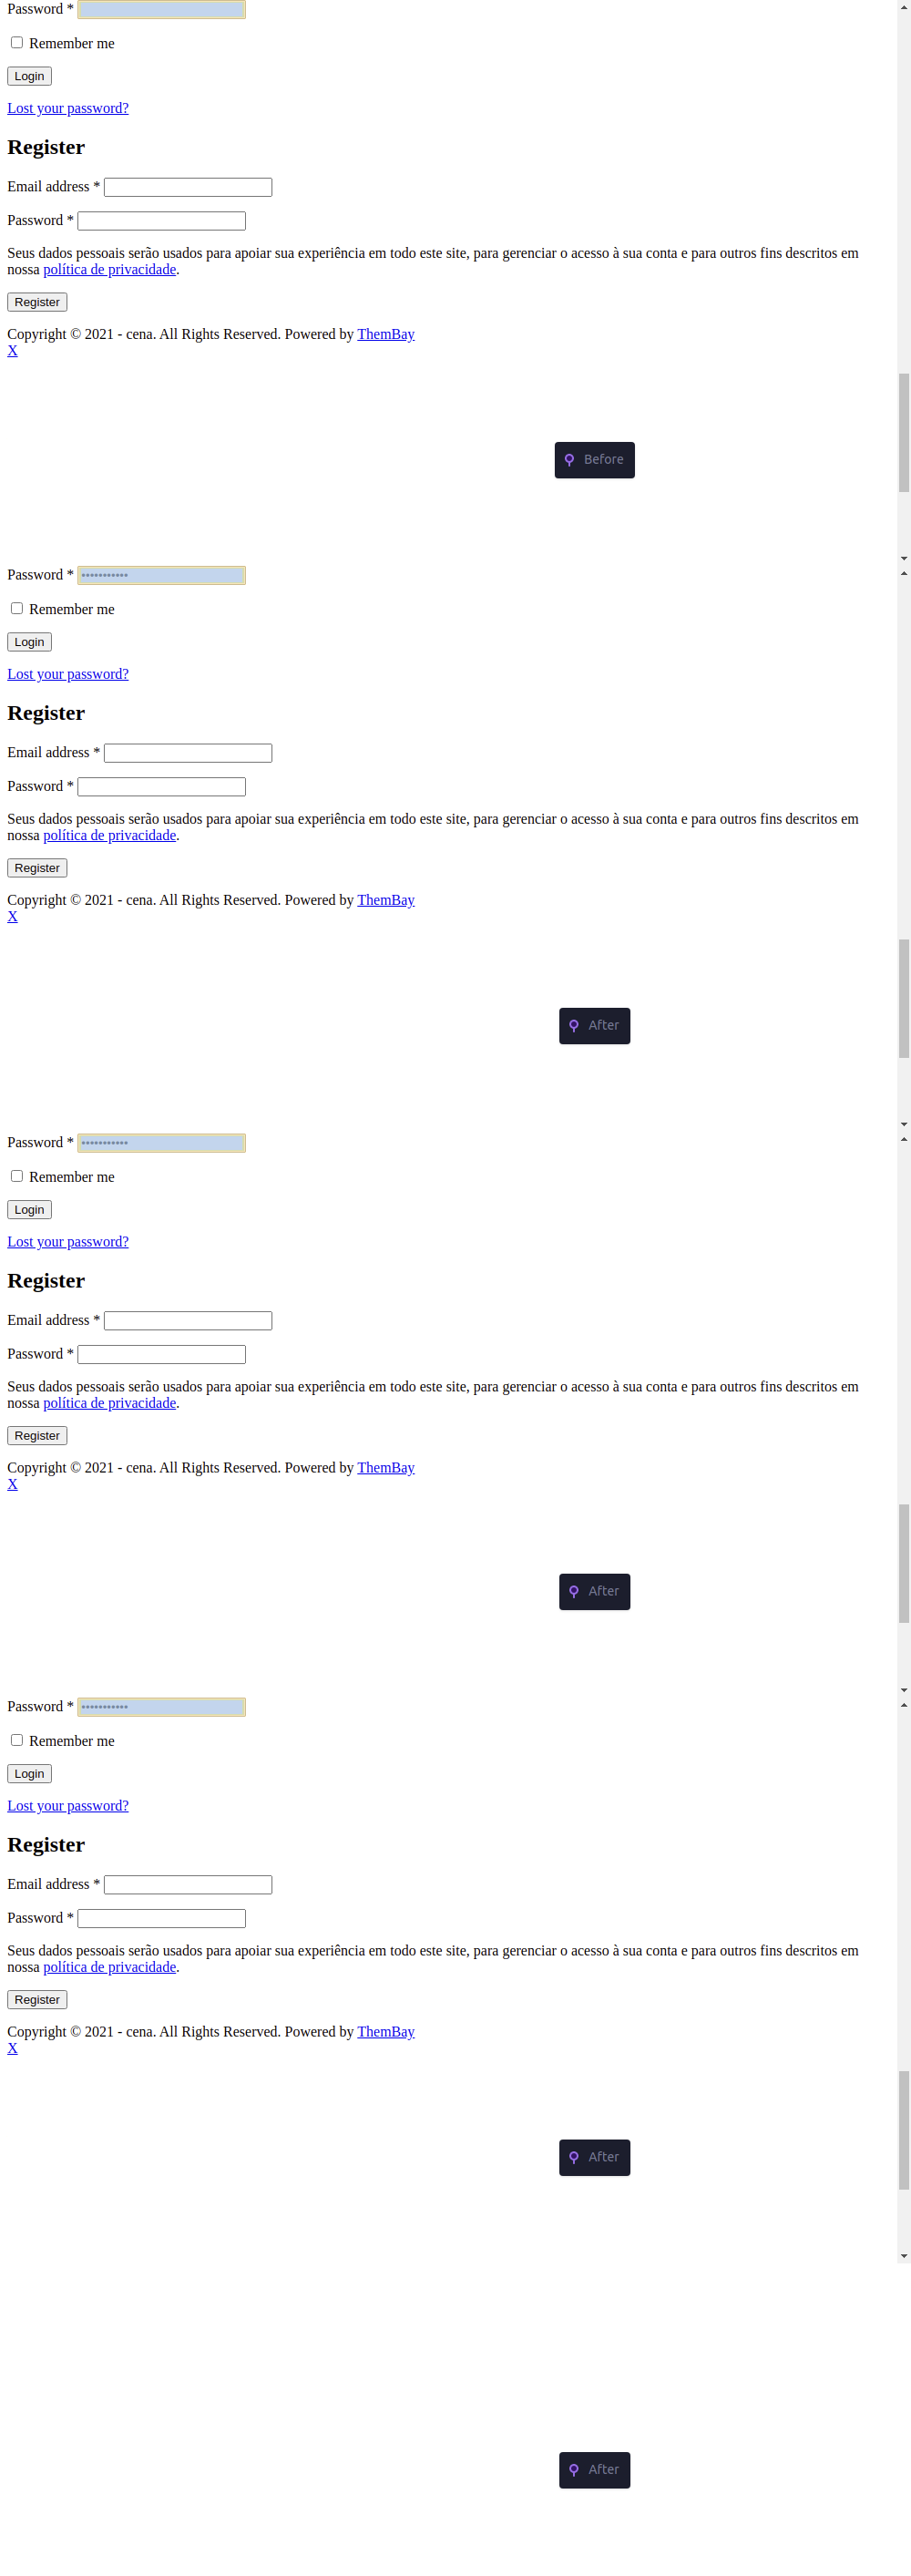 Password *
Remember me
Login
Lost your password?
Register
Email address *
Password *
Seus dados pessoais serão usados para apoiar sua experiência em todo este site, para gerenciar o acesso à sua conta e para outros fins descritos em
nossa política de privacidade.
Register
Copyright © 2021 - cena. All Rights Reserved. Powered by ThemBay
X
Before
Password * •••••••••••
Remember me
Login
Lost your password?
Register
Email address *
Password *
Seus dados pessoais serão usados para apoiar sua experiência em todo este site, para gerenciar o acesso à sua conta e para outros fins descritos em
nossa política de privacidade.
Register
Copyright © 2021 - cena. All Rights Reserved. Powered by ThemBay
X
After
Password * •••••••••••
Remember me
Login
Lost your password?
Register
Email address *
Password *
Seus dados pessoais serão usados para apoiar sua experiência em todo este site, para gerenciar o acesso à sua conta e para outros fins descritos em
nossa política de privacidade.
Register
Copyright © 2021 - cena. All Rights Reserved. Powered by ThemBay
X
After
Password * •••••••••••
Remember me
Login
Lost your password?
Register
Email address *
Password *
Seus dados pessoais serão usados para apoiar sua experiência em todo este site, para gerenciar o acesso à sua conta e para outros fins descritos em
nossa política de privacidade.
Register
Copyright © 2021 - cena. All Rights Reserved. Powered by ThemBay
X
After
After